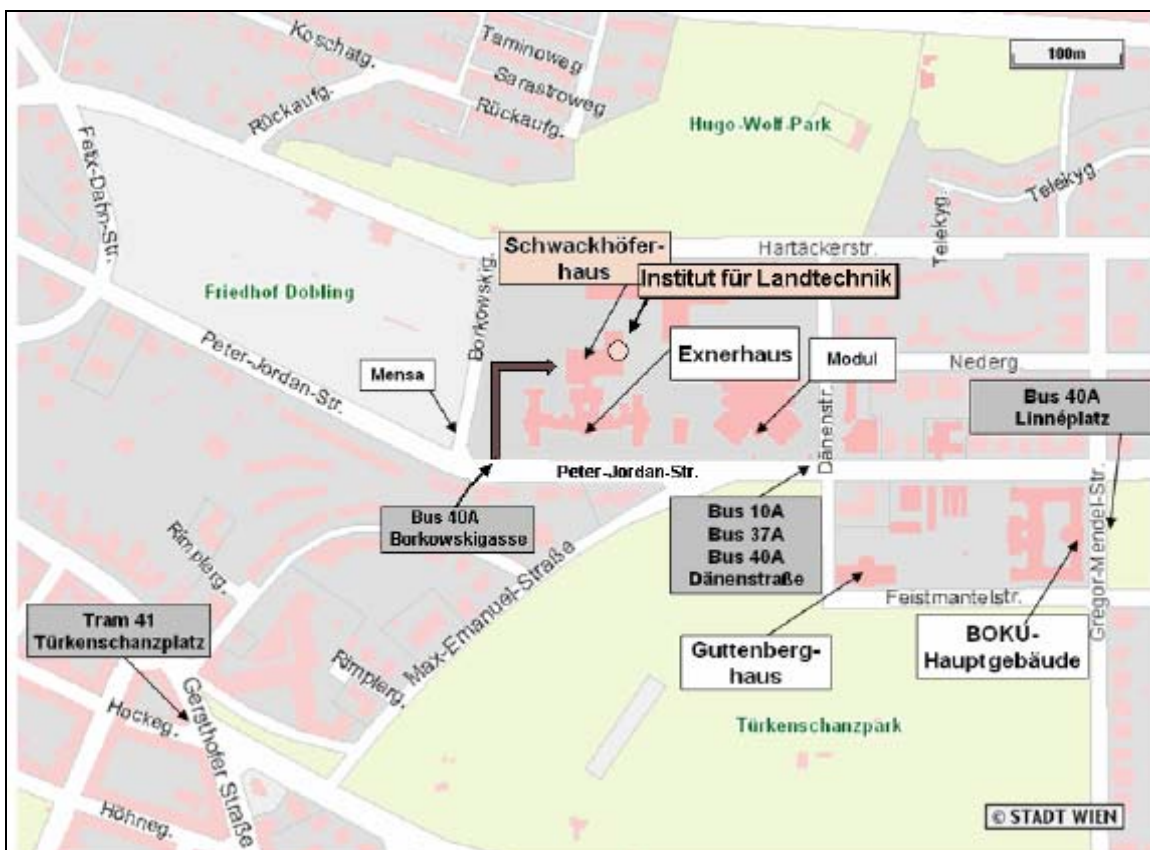 Koschatg.
Taminoweg
Sarastroweg
Rückaufg.
Rückaufg.
100m
Hugo-Wolf-Park
Telekyg.
Telekyg.
Felix-Dahn-Str.
Hartäckerstr.
Schwackhöfer-
haus
Institut für Landtechnik
Friedhof Döbling
Borkowskig.
Peter-Jordan-Str.
Mensa
Exnerhaus
Modul
Nederg.
Bus 40A
Linnéplatz
Dänenstr.
Peter-Jordan-Str.
Bus 40A
Borkowskigasse
Bus 10A
Bus 37A
Bus 40A
Dänenstraße
Rimplerg.
Max-Emanuel-Straße
Gregor-Mendel-Str.
Feistmantelstr.
Tram 41
Türkenschanzplatz
Rimplerg.
Guttenberg-
haus
BOKU-
Hauptgebäude
Hockeg.
Gersthofer Straße
Türkenschanzpark
Höhneg.
© STADT WIEN